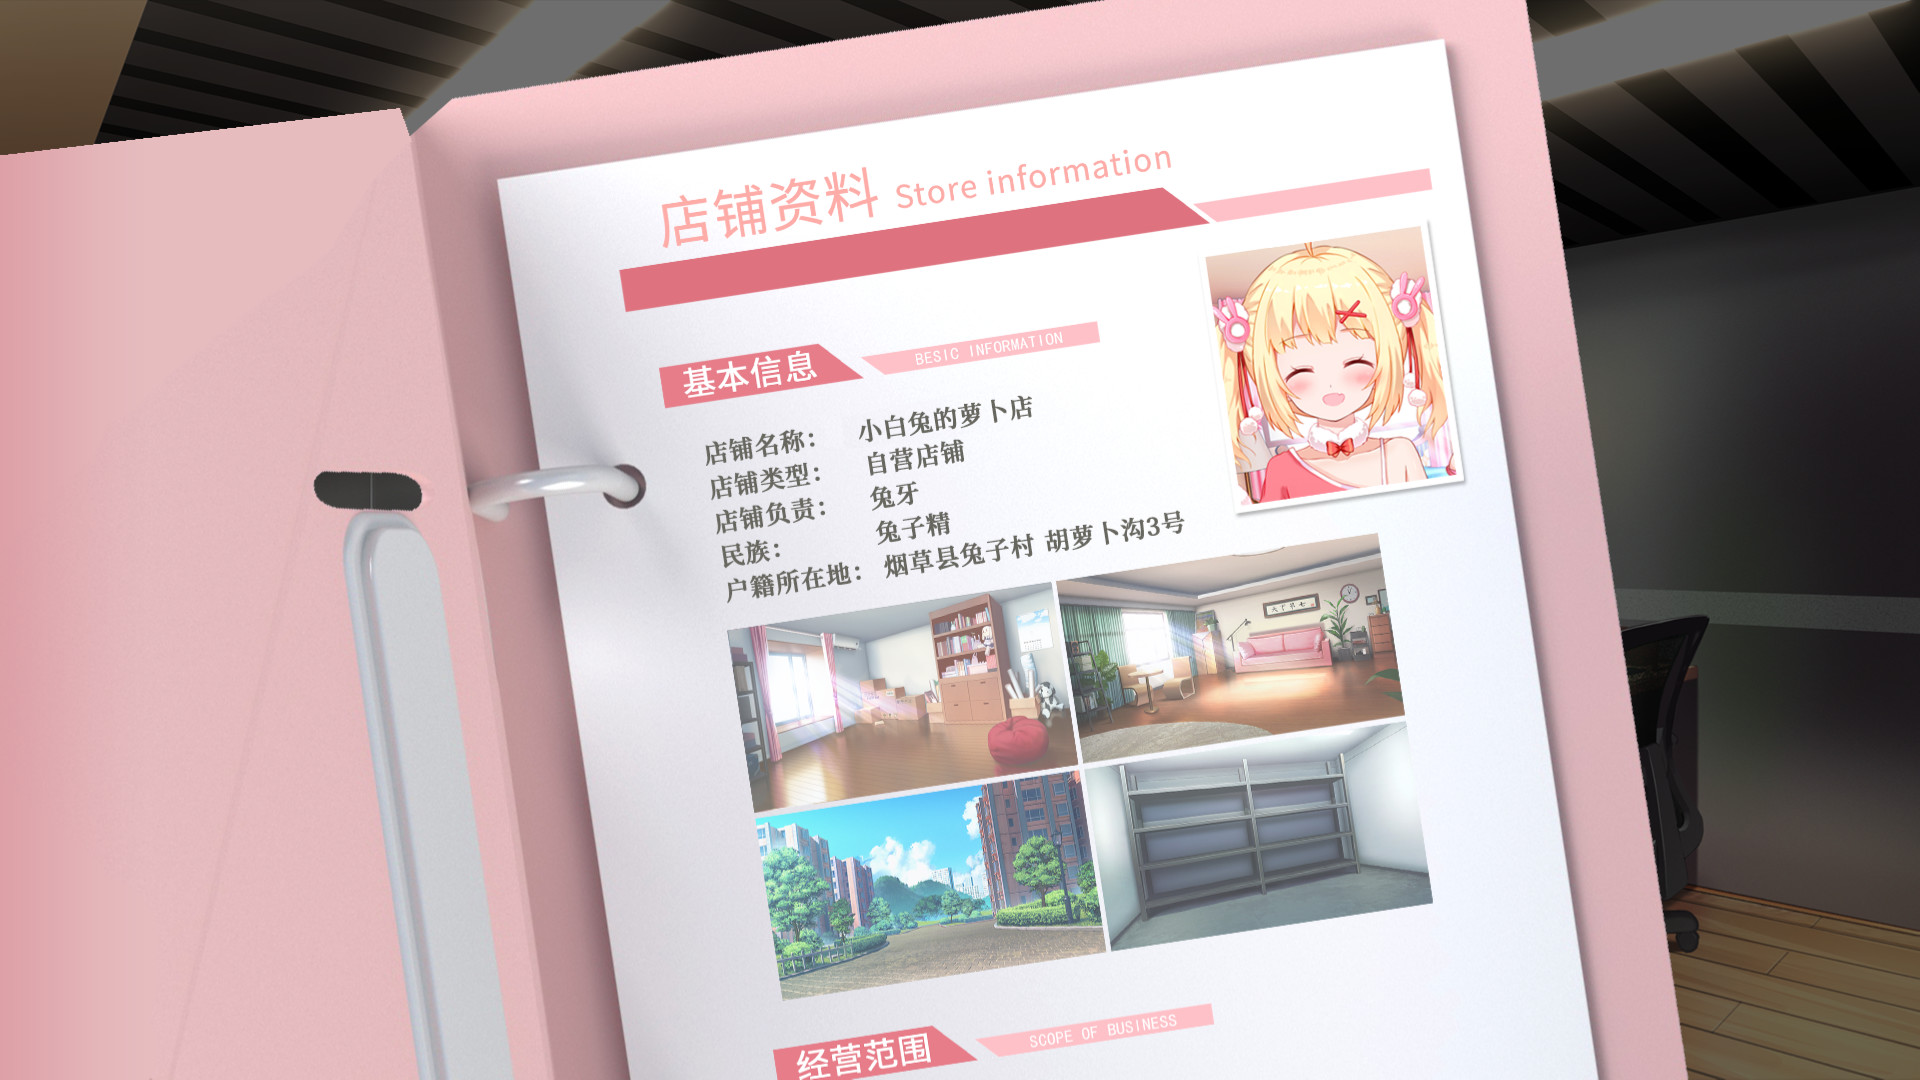 店铺资料 Store information
基本信息 BESIC INFORMATION
店铺名称： 小白兔的萝卜店
店铺类型： 自营店铺
店铺负责： 兔牙
民族： 兔子精
户籍所在地： 烟草县兔子村 胡萝卜沟3号
经营范围 SCOPE OF BUSINESS